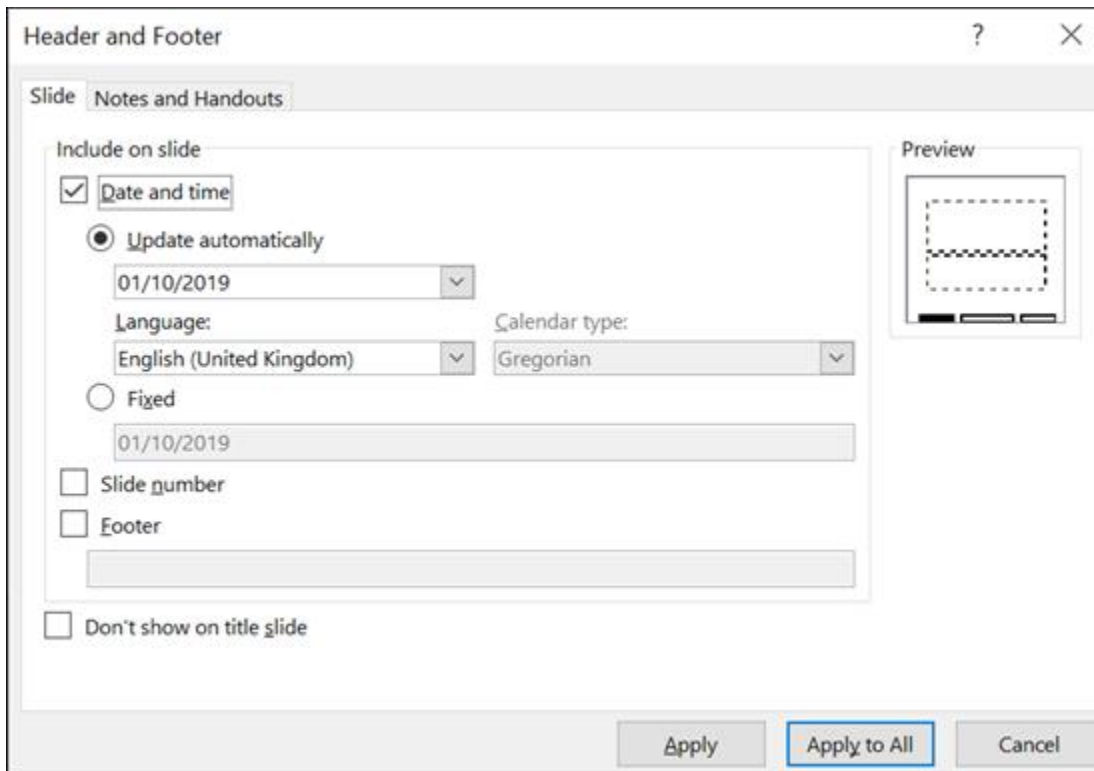 Header and Footer ?
Slide Notes and Handouts
Include on slide
Date and time
Update automatically
01/10/2019
Language: Calendar type:
English (United Kingdom) Gregorian
Fixed
01/10/2019
Slide number
Footer
Don't show on title slide
Preview
Apply Apply to All Cancel